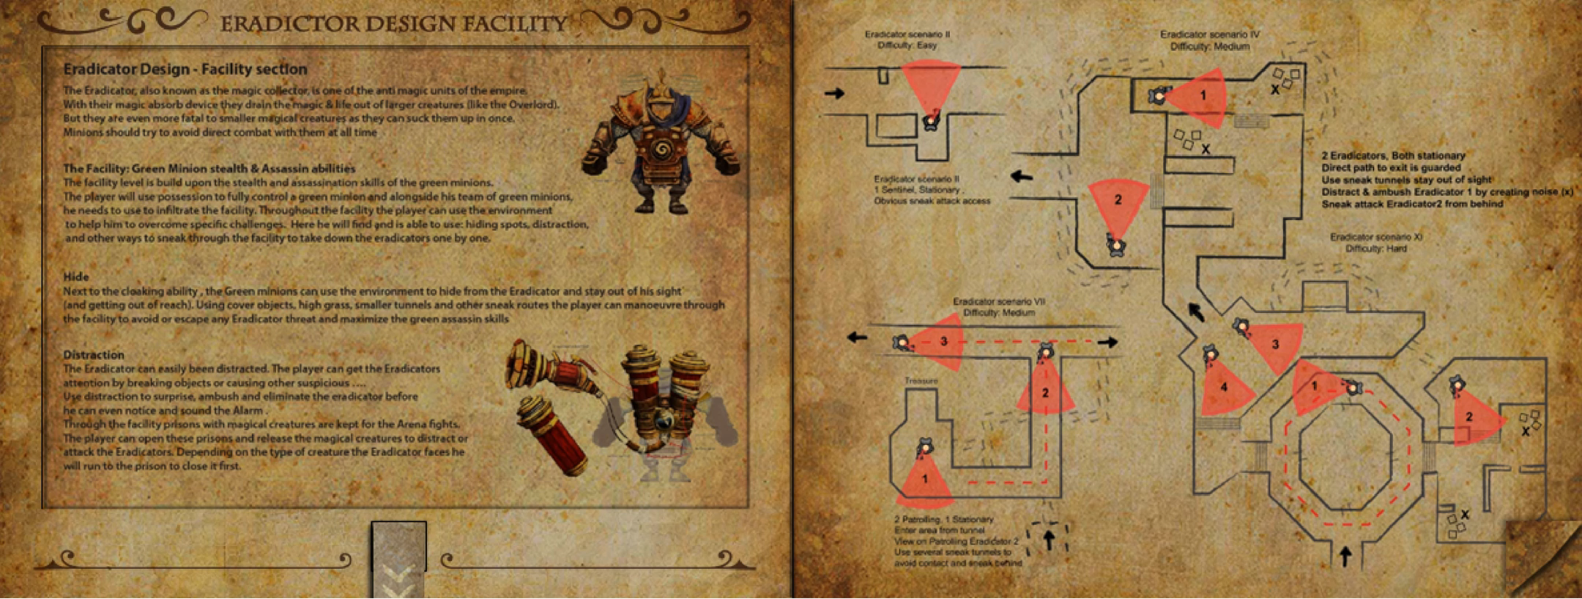 ERADICTOR DESIGN FACILITY
Eradicator Design - Facility section
The Eradicator, also known as the magic collector, is one of the anti magic units of the empire.
With their magic absorb device they drain the magic & life out of larger creatures (like the Overlord).
But they are even more fatal to smaller magical creatures as they can suck them up in once.
Minions should try to avoid direct combat with them at all time
The Facility: Green Minion stealth & Assassin abilities
The facility level is build upon the stealth and assassination skills of the green minions.
The player will use possession to fully control a green minion and alongside his team of green minions,
he needs to use to infiltrate the facility. Throughout the facility the player can use the environment
to help him to overcome specific challenges. Here he will find and is able to use: hiding spots, distraction,
and other ways to sneak through the facility to take down the eradicators one by one.
Hide
Next to the cloaking ability , the Green minions can use the environment to hide from the Eradicator and stay out of his sight
(and getting out of reach). Using cover objects, high grass, smaller tunnels and other sneak routes the player can manoeuvre through
the facility to avoid or escape any Eradicator threat and maximize the green assassin skills
Distraction
The Eradicator can easily been distracted. The player can get the Eradicators
attention by breaking objects or causing other suspicious ....
Use distraction to surprise, ambush and eliminate the eradicator before
he can even notice and sound the Alarm .
Through the facility prisons with magical creatures are kept for the Arena fights.
The player can open these prisons and release the magical creatures to distract or
attack the Eradicators. Depending on the type of creature the Eradicator faces he
will run to the prison to close it first.
Eradicator scenario II
Difficulty: Easy
Eradicator scenario II
1 Sentinel, Stationary ,
Obvious sneak attack access
Eradicator scenario IV
Difficulty: Medium
1
X
X
2
2 Eradicators, Both stationary
Direct path to exit is guarded
Use sneak tunnels stay out of sight
Distract & ambush Eradicator 1 by creating noise (x)
Sneak attack Eradicator2 from behind
Eradicator scenario VII
Difficulty: Medium
3
2
Treasure
1
2 Patrolling, 1 Stationary
Enter area from tunnel
View on Patrolling Eradicator 2
Use several sneak tunnels to
avoid contact and sneak behind
Eradicator scenario XI
Difficulty: Hard
3
4
1
2
X
X